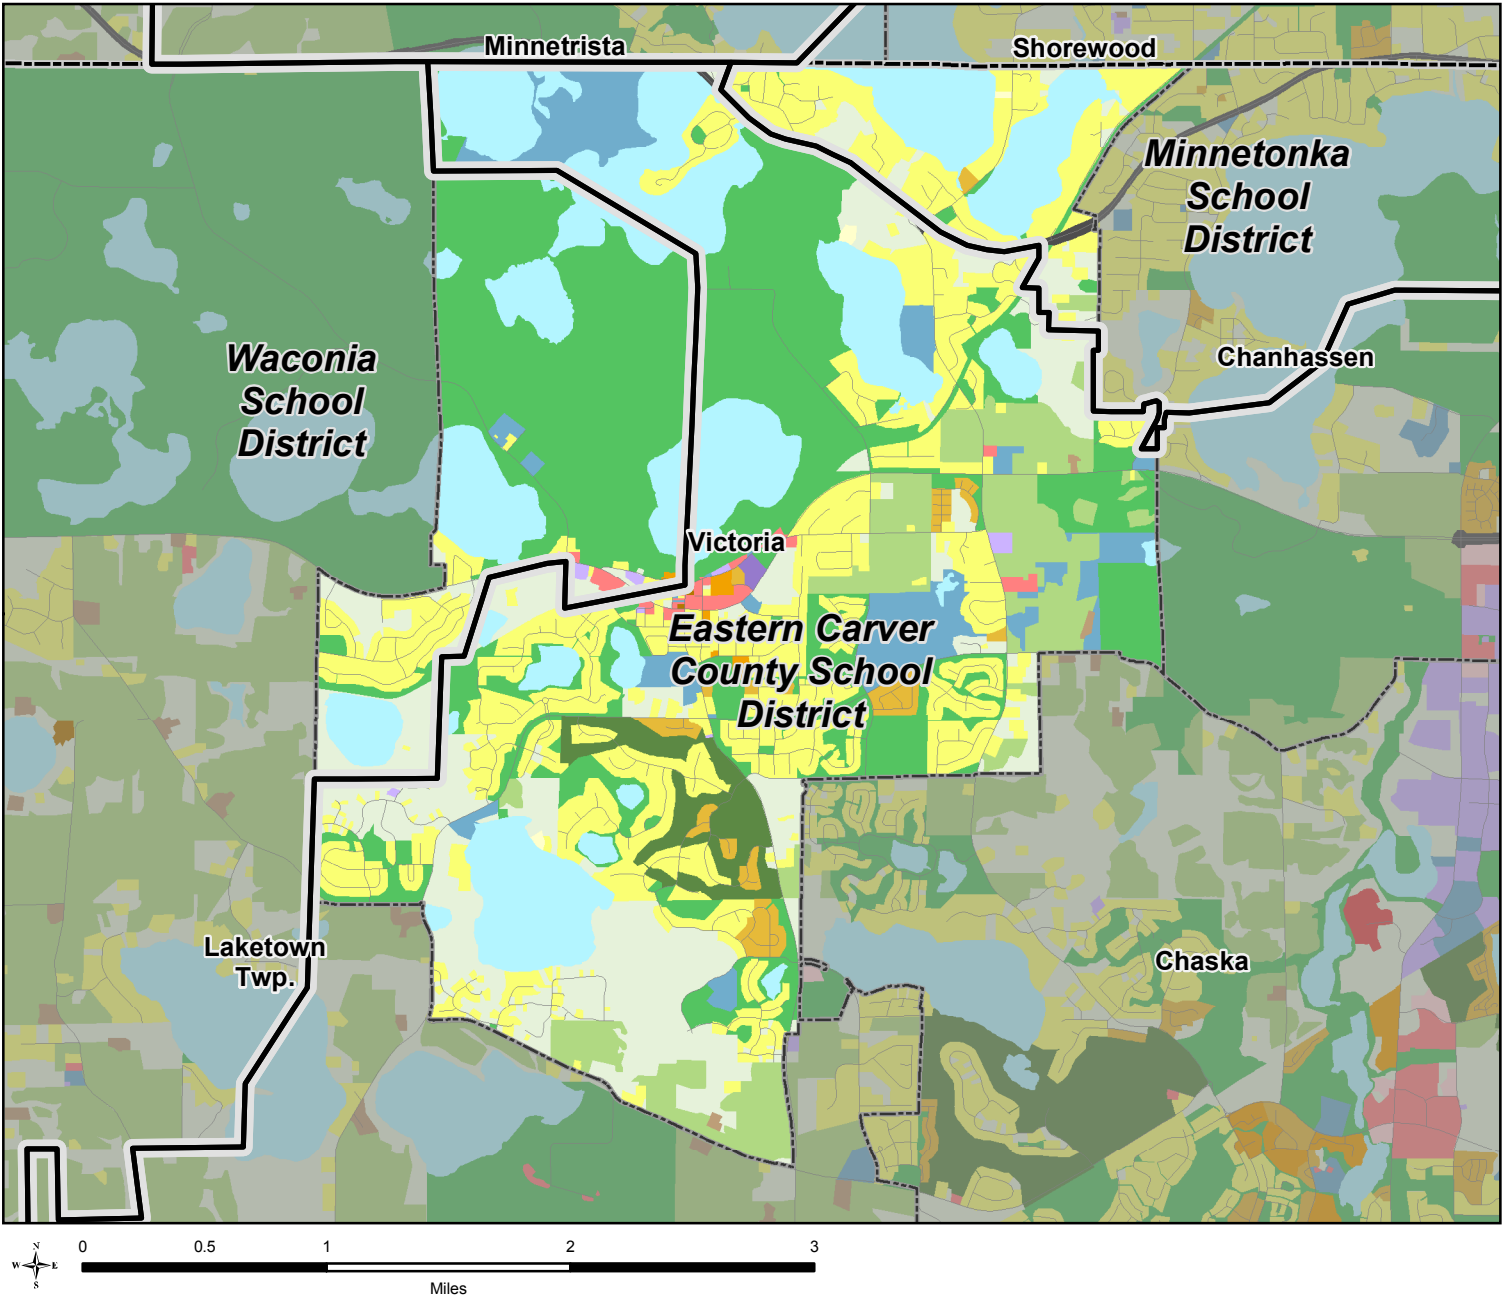 Minnetrista
Shorewood
Minnetonka
School
District
Waconia
School
District
Chanhassen
Victoria
Eastern Carver
County School
District
Laketown
Twp.
Chaska
N
W E
S
0 0.5 1 2 3
Miles